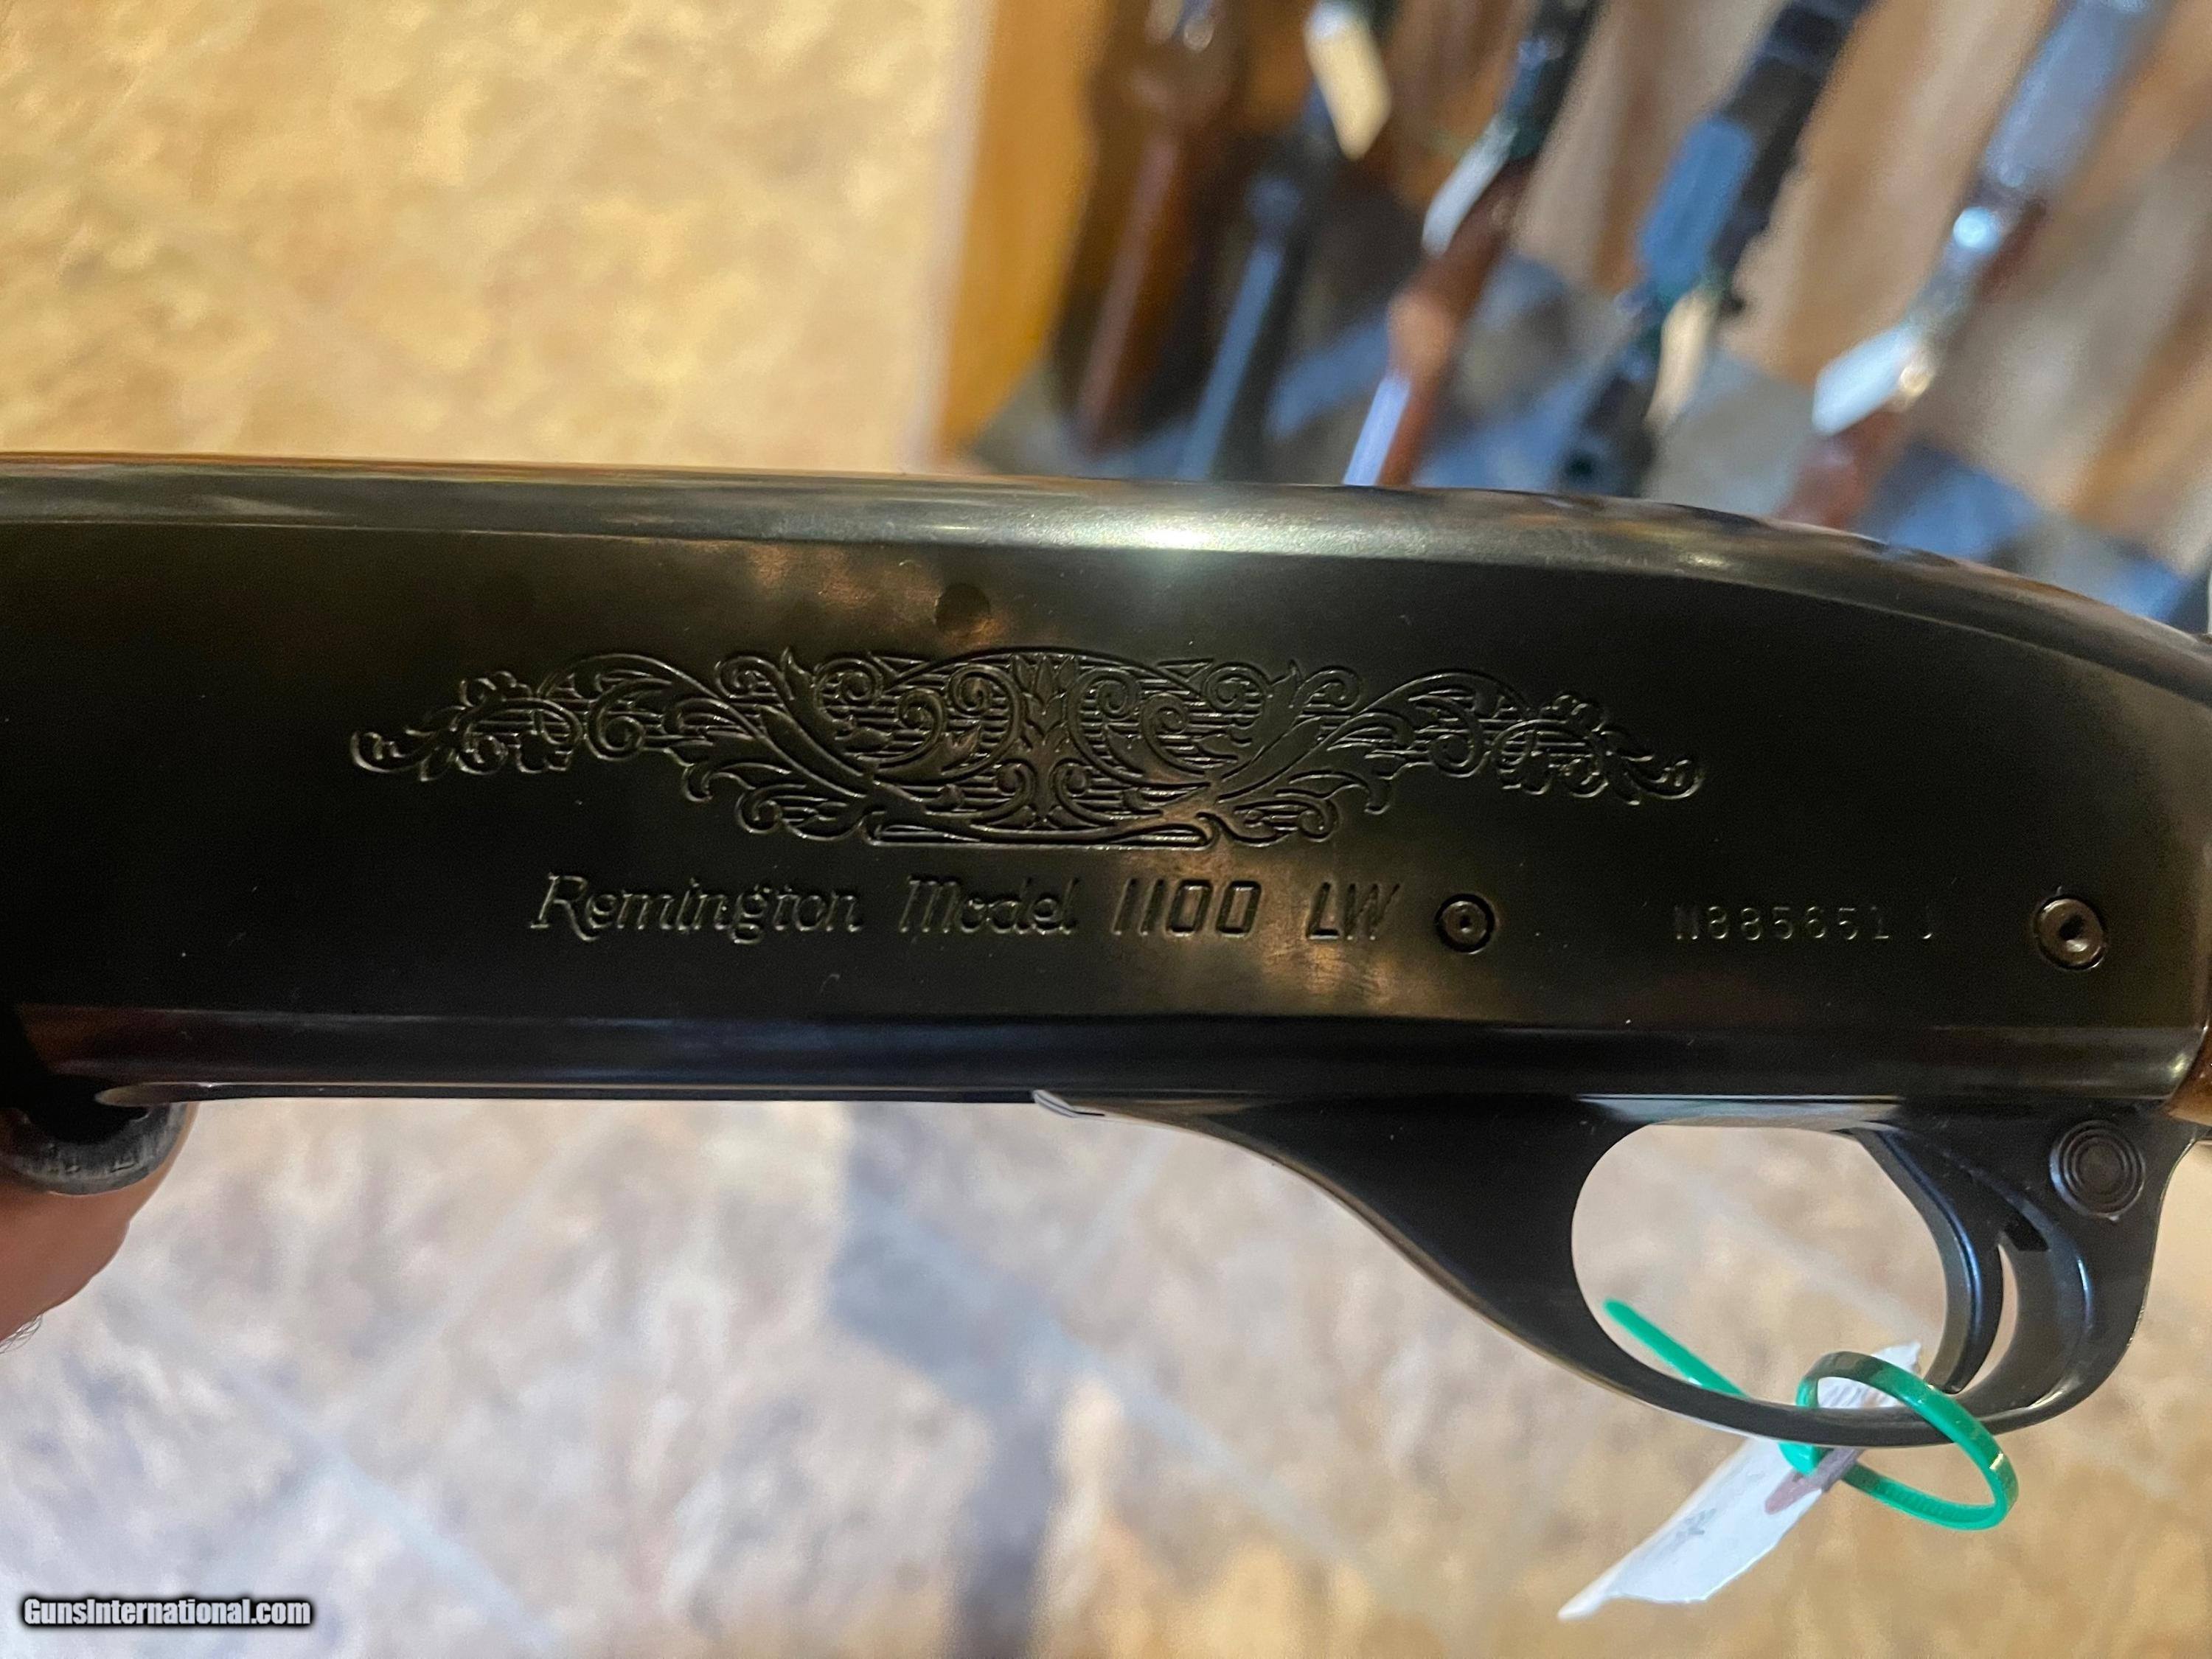 Remington Model 1100 LW
N885651 J
GunsInternational.com